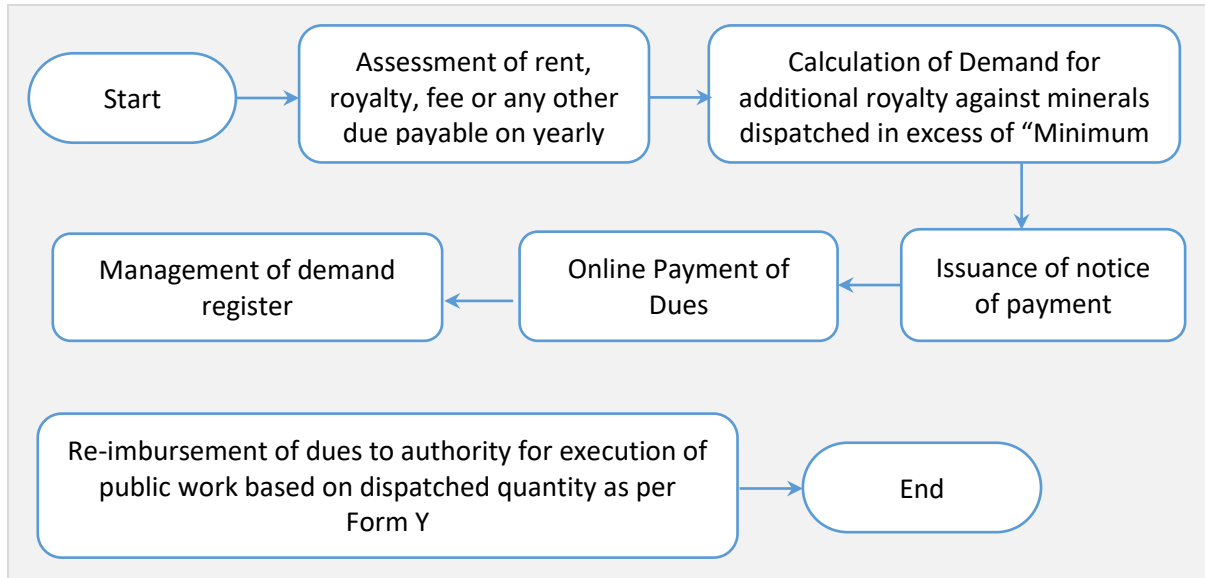 Start
Assessment of rent,
royalty, fee or any other
due payable on yearly
Calculation of Demand for
additional royalty against minerals
dispatched in excess of “Minimum
Issuance of notice
of payment
Online Payment of
Dues
Management of demand
register
Re-imbursement of dues to authority for execution of
public work based on dispatched quantity as per
Form Y
End